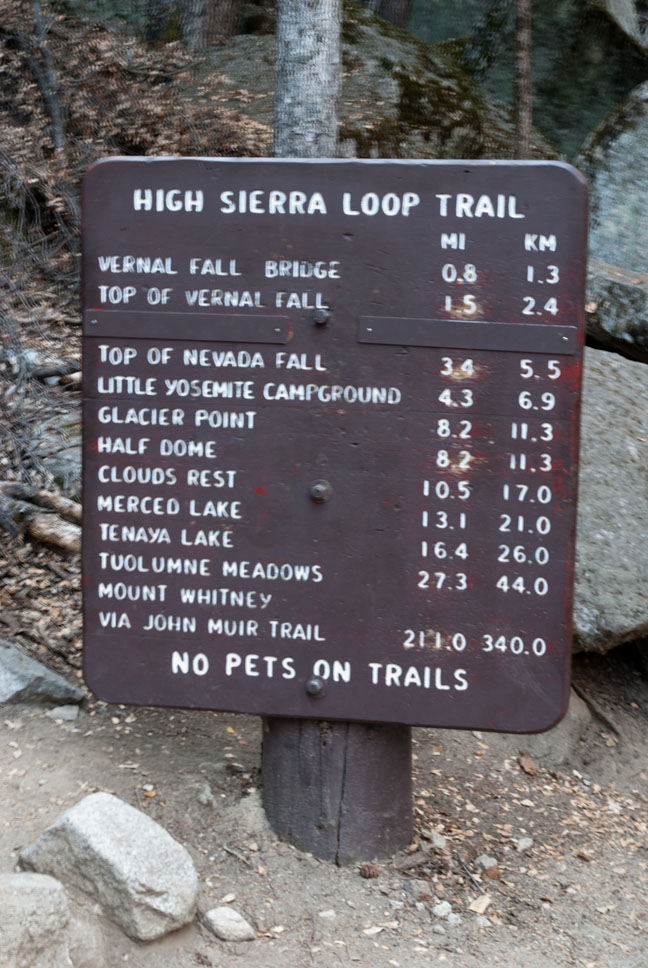 HIGH SIERRA LOOP TRAIL
MI KM
VERNAL FALL BRIDGE 0.8 1.3
TOP OF VERNAL FALL 1.5 2.4
TOP OF NEVADA FALL 3.4 5.5
LITTLE YOSEMITE CAMPGROUND 4.3 6.9
GLACIER POINT 8.2 11.3
HALF DOME 8.2 11.3
CLOUDS REST 10.5 17.0
MERCED LAKE 13.1 21.0
TENAYA LAKE 16.4 26.0
TUOLUMNE MEADOWS 27.3 44.0
MOUNT WHITNEY
VIA JOHN MUIR TRAIL 211.0 340.0
NO PETS ON TRAILS